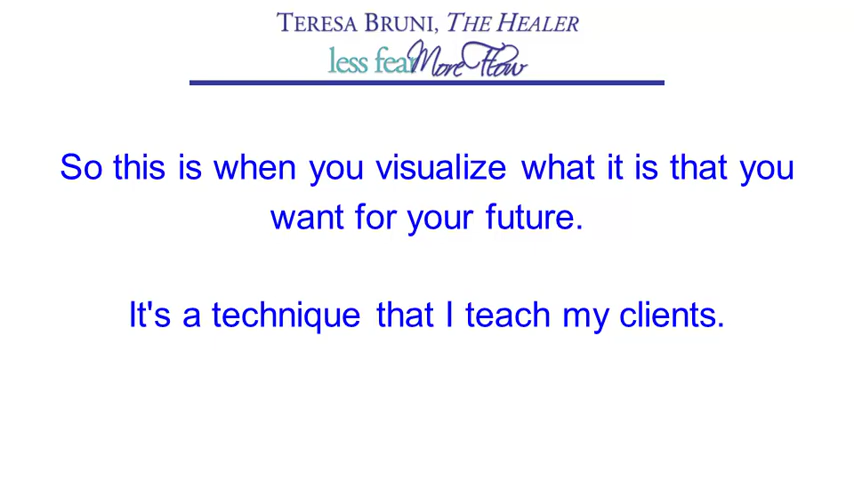 TERESA BRUNI, THE HEALER
less fear More Flow
So this is when you visualize what it is that you
want for your future.
It's a technique that I teach my clients.